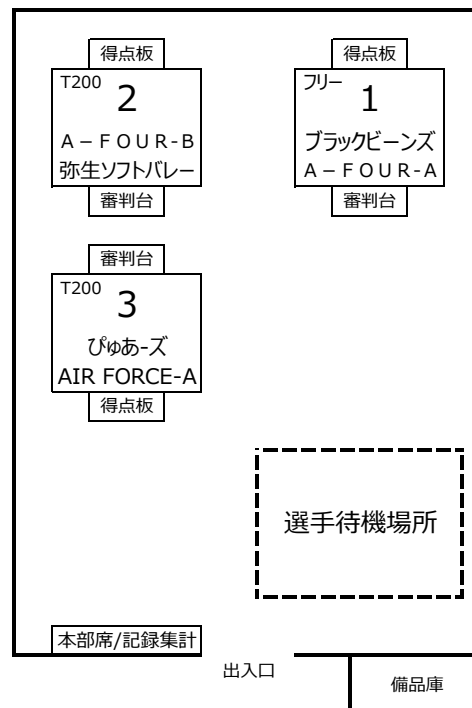 得点板
T200
2
A－ＦＯＵＲ-Ｂ
弥生ソフトバレー
審判台
得点板
フリー
1
ブラックビーンズ
A－ＦＯＵＲ-Ａ
審判台
審判台
T200
3
ぴゅあ-ズ
AIR FORCE-A
得点板
選手待機場所
本部席/記録集計
出入口
備品庫